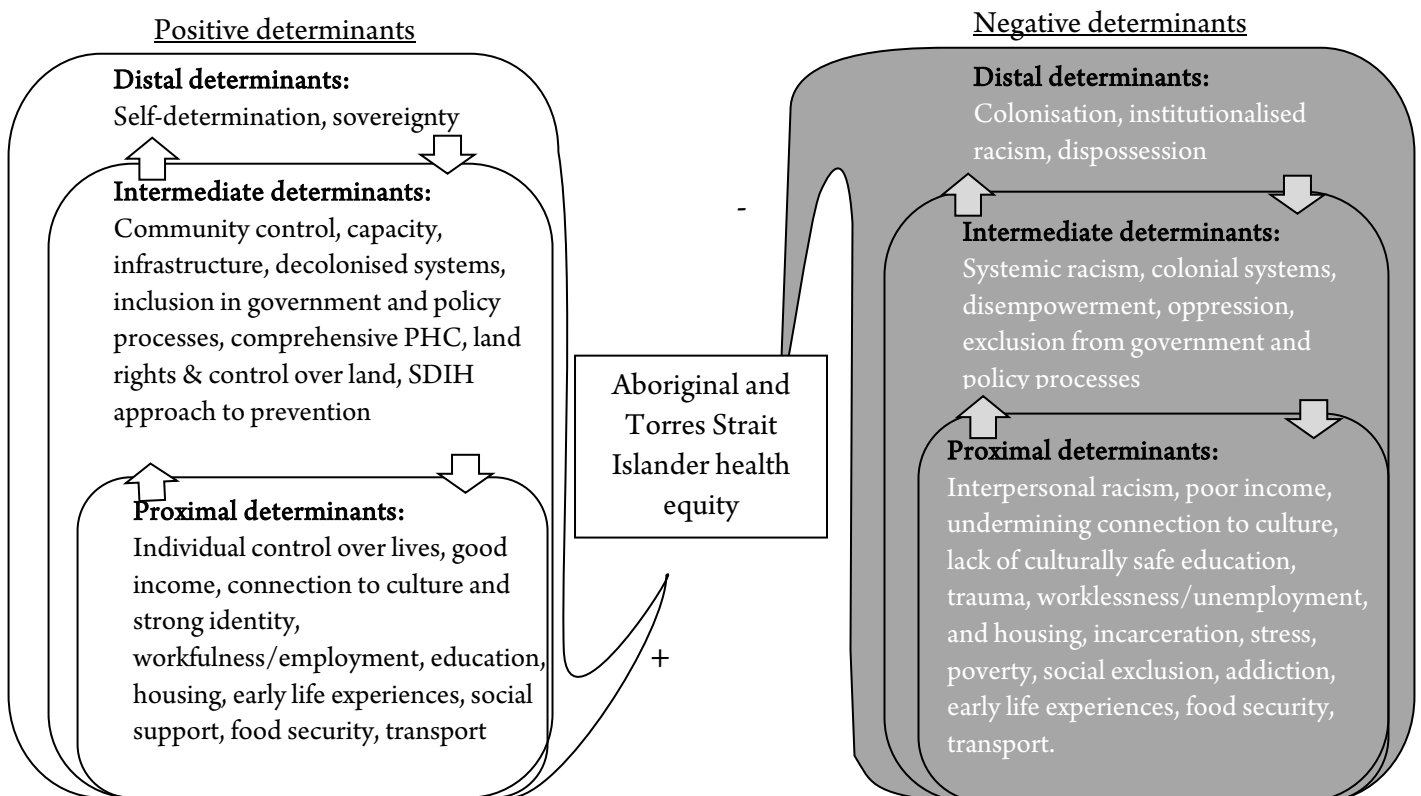 Positive determinants
Distal determinants:
Self-determination, sovereignty
Intermediate determinants:
Community control, capacity,
infrastructure, decolonised systems,
inclusion in government and policy
processes, comprehensive PHC, land
rights & control over land, SDIH
approach to prevention
Proximal determinants:
Individual control over lives, good
income, connection to culture and
strong identity,
workfulness/employment, education,
housing, early life experiences, social
support, food security, transport
+
-
Aboriginal and
Torres Strait
Islander health
equity
Negative determinants
Distal determinants:
Colonisation, institutionalised
racism, dispossession
Intermediate determinants:
Systemic racism, colonial systems,
disempowerment, oppression,
exclusion from government and
policy processes
Proximal determinants:
Interpersonal racism, poor income,
undermining connection to culture,
lack of culturally safe education,
trauma, worklessness/unemployment,
and housing, incarceration, stress,
poverty, social exclusion, addiction,
early life experiences, food security,
transport.